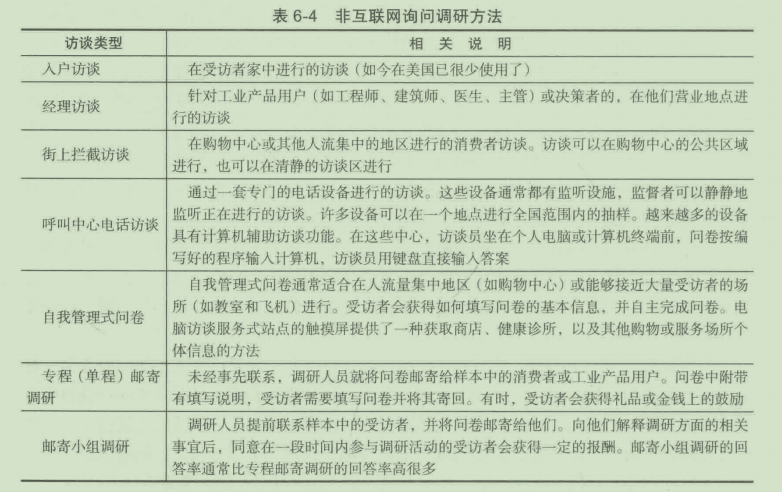 表 6-4 非互联网询问调研方法
访谈类型 相关说明
入户访谈 在受访者家中进行的访谈（如今在美国已很少使用了）
经理访谈 针对工业产品用户（如工程师、建筑师、医生、主管）或决策者的，在他们营业地点进
行的访谈
街上拦截访谈 在购物中心或其他人流集中的地区进行的消费者访谈。访谈可以在购物中心的公共区域
进行，也可以在清静的访谈区进行
呼叫中心电话访谈 通过一套专门的电话设备进行的访谈。这些设备通常都有监听设施，监督者可以静静地
监听正在进行的访谈。许多设备可以在一个地点进行全国范围内的抽样。越来越多的设备
具有计算机辅助访谈功能。在这些中心，访谈员坐在个人电脑或计算机终端前，问卷按编
写好的程序输入计算机，访谈员用键盘直接输入答案
自我管理式问卷 自我管理式问卷通常适合在人流量集中地区（如购物中心）或能够接近大量受访者的场
所（如教室和飞机）进行。受访者会获得如何填写问卷的基本信息，并自主完成问卷。电
脑访谈服务式站点的触摸屏提供了一种获取商店、健康诊所，以及其他购物或服务场所个
体信息的方法
专程（单程）邮寄
调研 未经事先联系，调研人员就将问卷邮寄给样本中的消费者或工业产品用户。问卷中附带
有填写说明，受访者需要填写问卷并将其寄回。有时，受访者会获得礼品或金钱上的鼓励
邮寄小组调研 调研人员提前联系样本中的受访者，并将问卷邮寄给他们。向他们解释调研方面的相关
事宜后，同意在一段时间内参与调研活动的受访者会获得一定的报酬。邮寄小组调研的回
答率通常比专程邮寄调研的回答率高很多